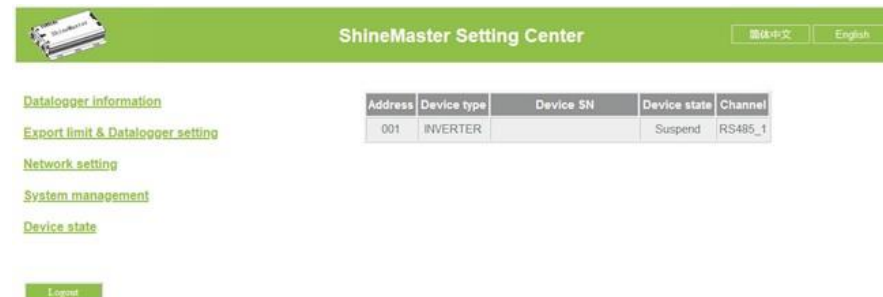 ShineMaster
ShineMaster Setting Center
简体中文 English
Datalogger information
Export limit & Datalogger setting
Network setting
System management
Device state
Address Device type Device SN Device state Channel
001 INVERTER Suspend RS485_1
Logout